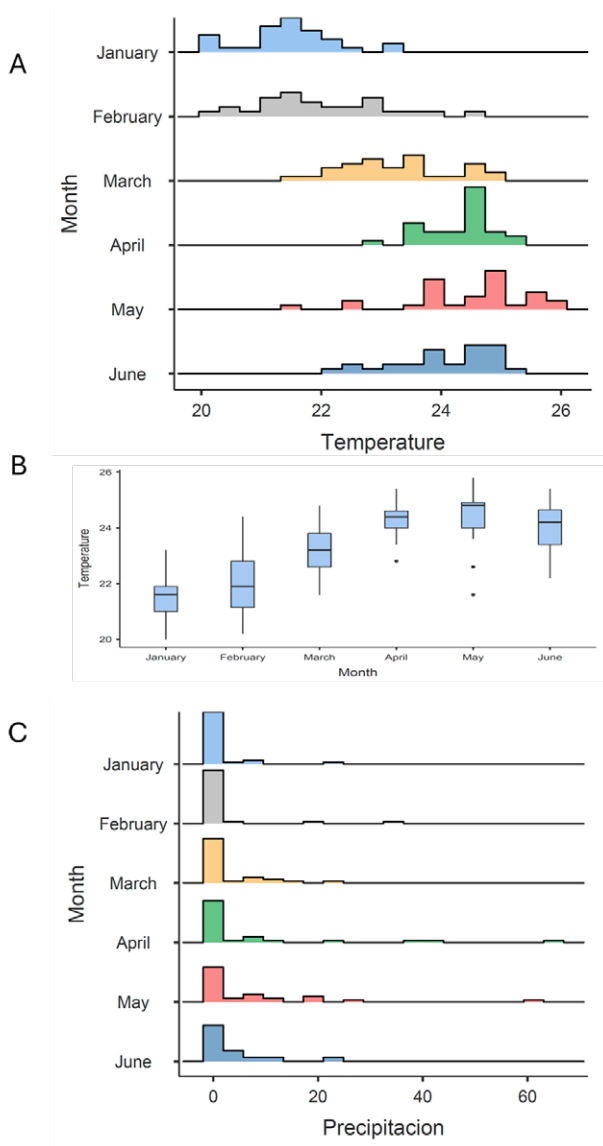 A
January
February
March
April
May
June
Month
20 22 24 26
Temperature
B
26
24
22
20
Temperature
January February March April May June
Month
C
January
February
March
April
May
June
Month
0 20 40 60
Precipitacion